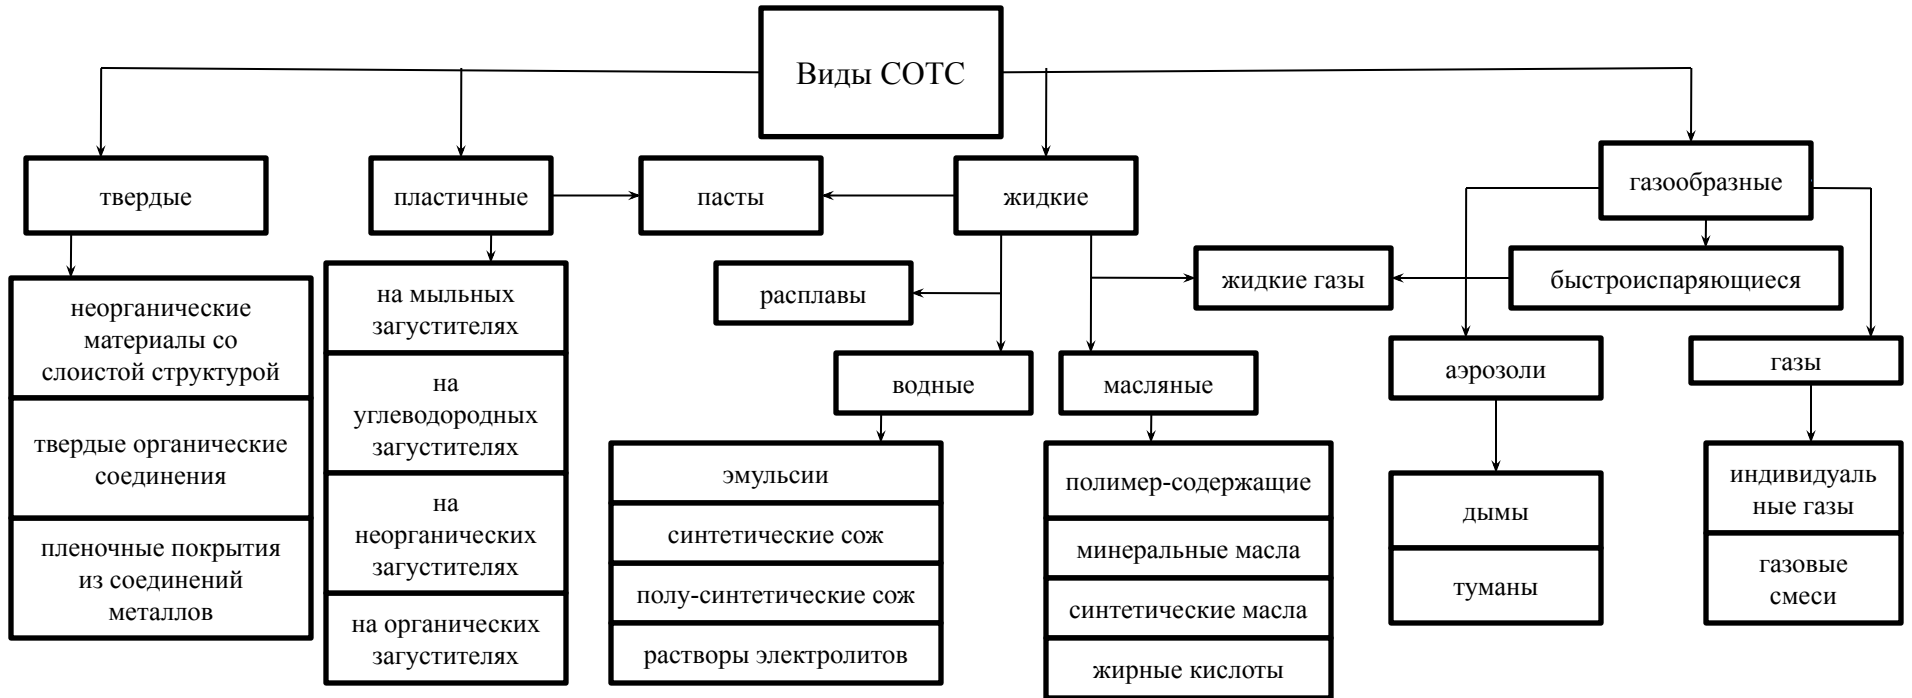 Виды СОТС
твердые
пластичные
пасты
жидкие
газообразные
неорганические
материалы со
слоистой структурой
твердые органические
соединения
пленочные покрытия
из соединений
металлов
на мыльных
загустителях
на
углеводородных
загустителях
на
неорганических
загустителях
на органических
загустителях
расплавы
жидкие газы
быстроиспаряющиеся
водные
масляные
аэрозоли
газы
эмульсии
синтетические сож
полу-синтетические сож
растворы электролитов
полимер-содержащие
минеральные масла
синтетические масла
жирные кислоты
дымы
туманы
индивидуаль
ные газы
газовые
смеси